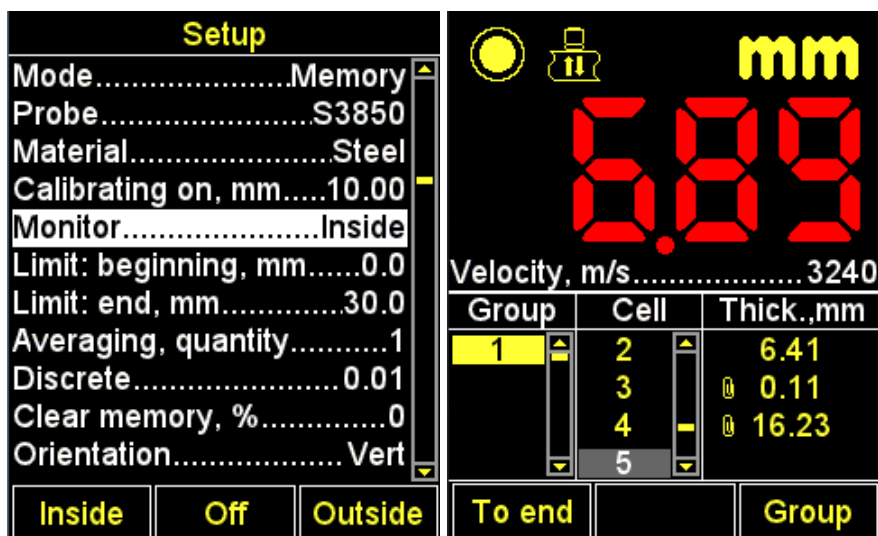 Setup
Mode......................Memory
Probe.....................S3850
Material....................Steel
Calibrating on, mm.....10.00
Monitor.....................Inside
Limit: beginning, mm......0.0
Limit: end, mm.............30.0
Averaging, quantity...........1
Discrete......................0.01
Clear memory, %.............0
Orientation..................Vert
Inside Off Outside
mm
6.89
Velocity, m/s....................3240
Group Cell Thick.,mm
1 2 6.41
3 0.11
4 16.23
5
To end Group